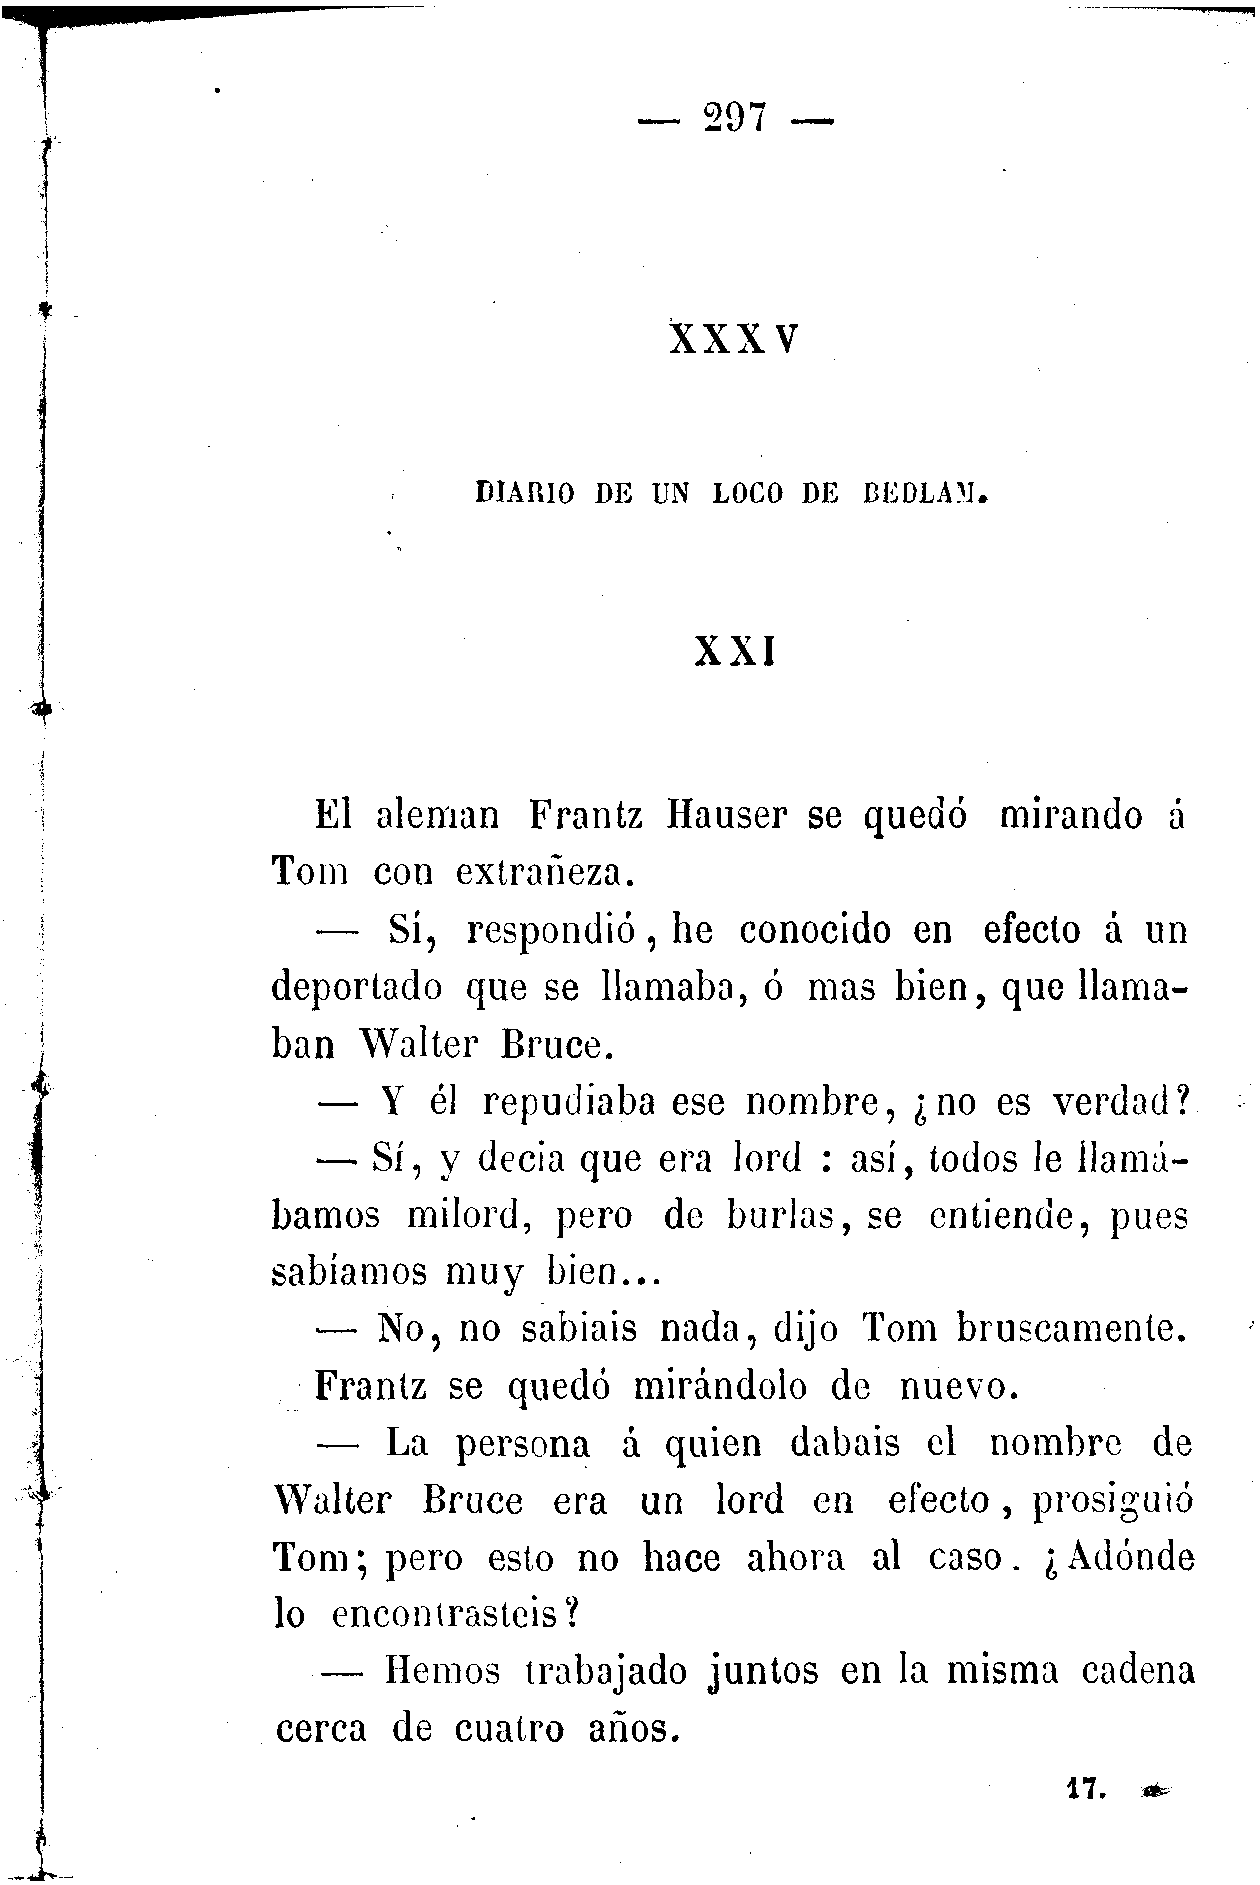 — 297 —
XXXV
DIARIO DE UN LOCO DE BEDLAM.
XXI
El aleman Frantz Hauser se quedó mirando á
Tom con extrañeza.
— Sí, respondió, he conocido en efecto á un
deportado que se llamaba, ó mas bien, que llama-
ban Walter Bruce.
— Y él repudiaba ese nombre, ¿no es verdad?
— Sí, y decia que era lord : así, todos le llamá-
bamos milord, pero de burlas, se entiende, pues
sabíamos muy bien...
— No, no sabiais nada, dijo Tom bruscamente.
Frantz se quedó mirándolo de nuevo.
— La persona á quien dabais el nombre de
Walter Bruce era un lord en efecto, prosiguió
Tom; pero esto no hace ahora al caso. ¿Adónde
lo encontrasteis?
— Hemos trabajado juntos en la misma cadena
cerca de cuatro años.
17.